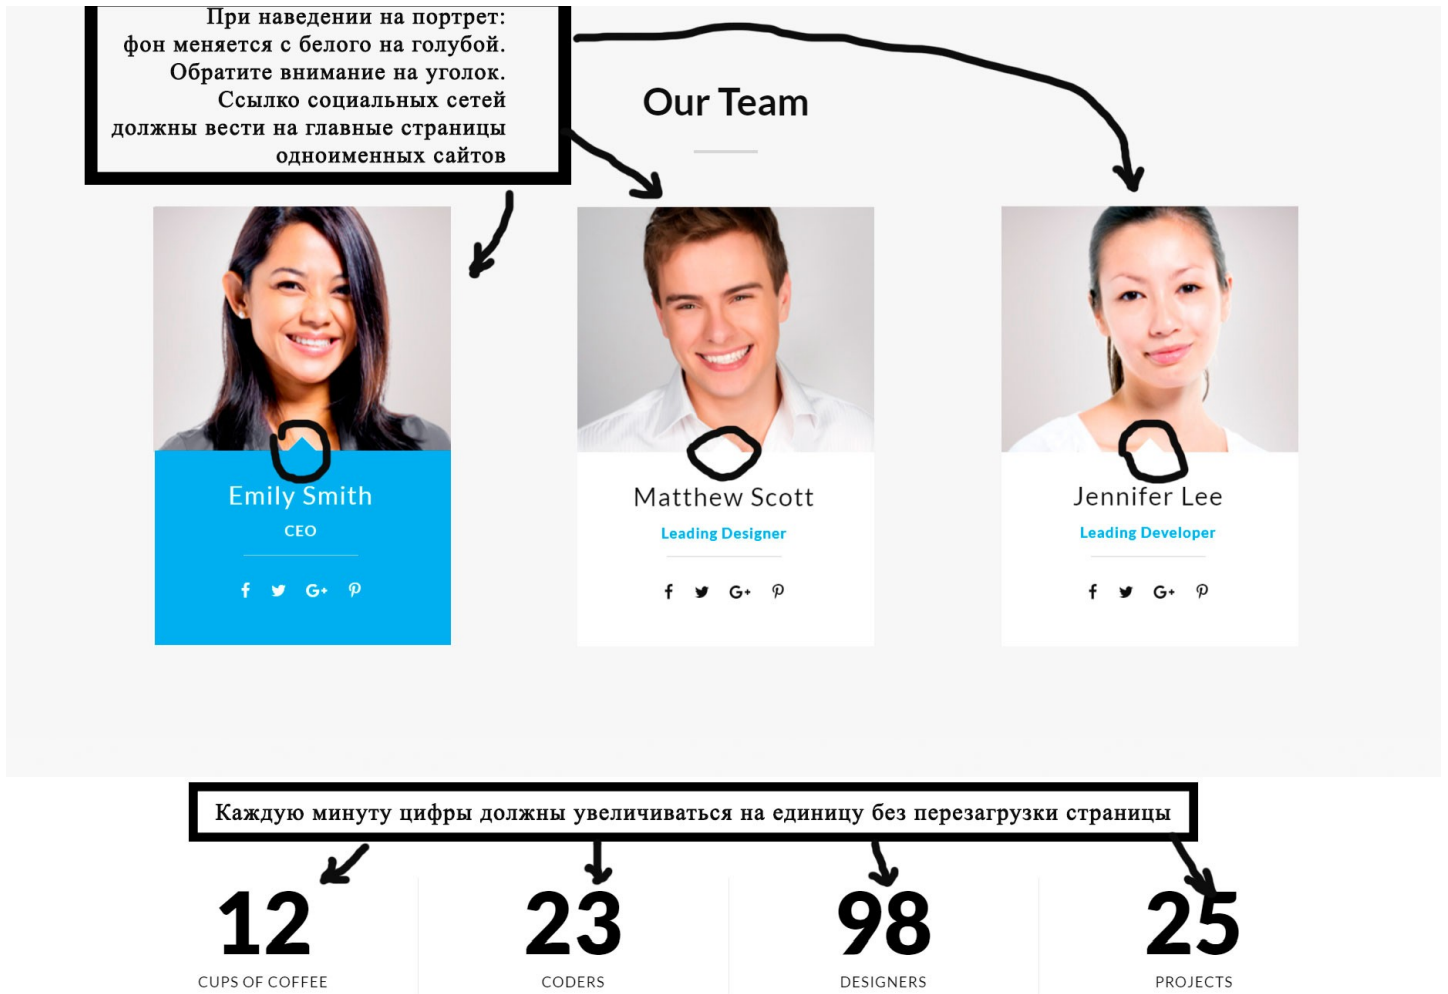 При наведении на портрет:
фон меняется с белого на голубой.
Обратите внимание на уголок.
Ссылко социальных сетей
должны вести на главные страницы
одноименных сайтов
Our Team
Emily Smith
CEO
Matthew Scott
Leading Designer
Jennifer Lee
Leading Developer
Каждую минуту цифры должны увеличиваться на единицу без перезагрузки страницы
12
CUPS OF COFFEE
23
CODERS
98
DESIGNERS
25
PROJECTS